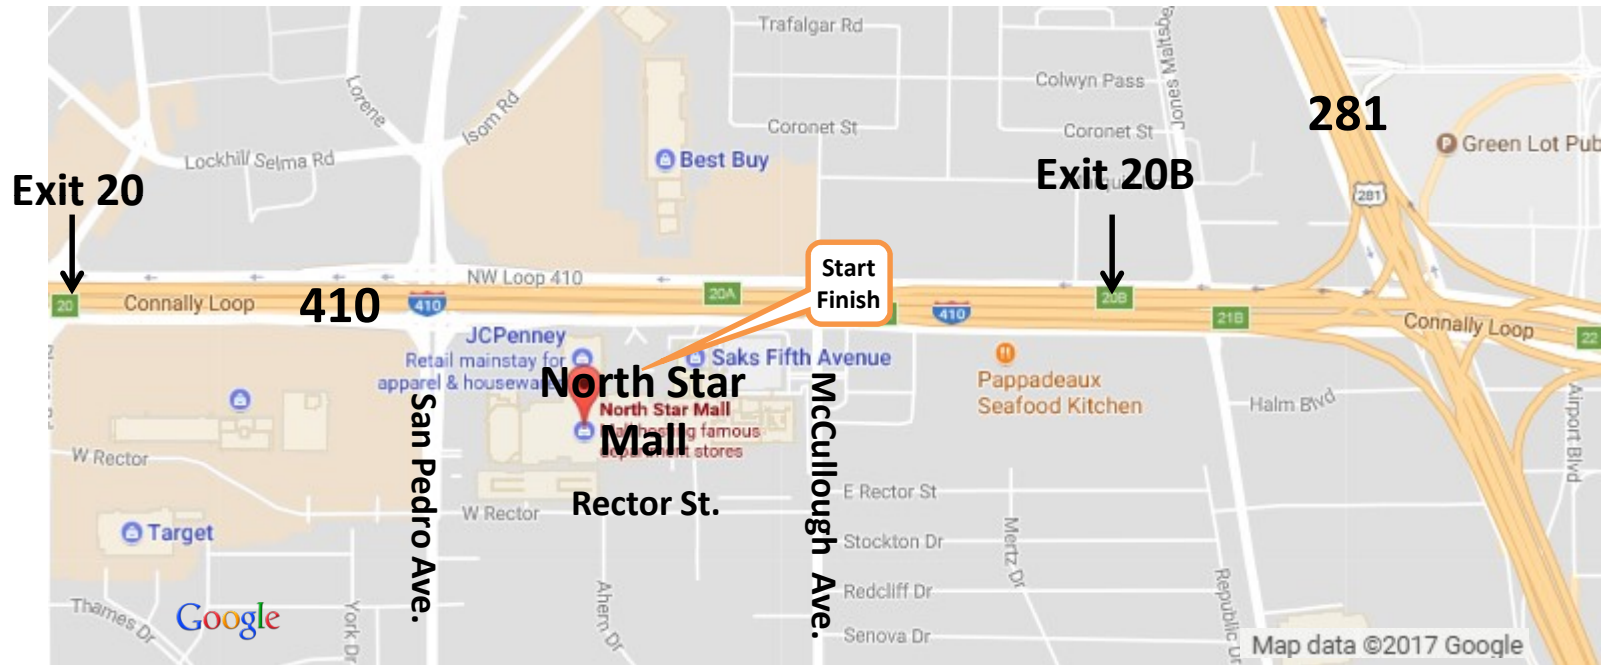 Trafalgar Rd
Colwyn Pass
Jones Maltsbe
Lorene
Isom Rd
281
Coronet St
Coronet St
Green Lot Pub
Lockhill Selma Rd
Best Buy
Exit 20
Exit 20B
281
NW Loop 410
Start
Finish
20
Connally Loop
410
410
20A
410
20B
21B
Connally Loop
22
JCPenney
Retail mainstay for
apparel & houseware
Saks Fifth Avenue
North Star
Mall
North Star Mall
famous
department stores
Pappadeaux
Seafood Kitchen
Halm Blvd
Airport Blvd
San Pedro Ave.
McCullough Ave.
W Rector
W Rector
Rector St.
E Rector St
Target
Stockton Dr
Mertz Dr
Redcliff Dr
Republic Dr
Senova Dr
Thames Dr
Google
York Dr
Ahern Dr
Map data ©2017 Google